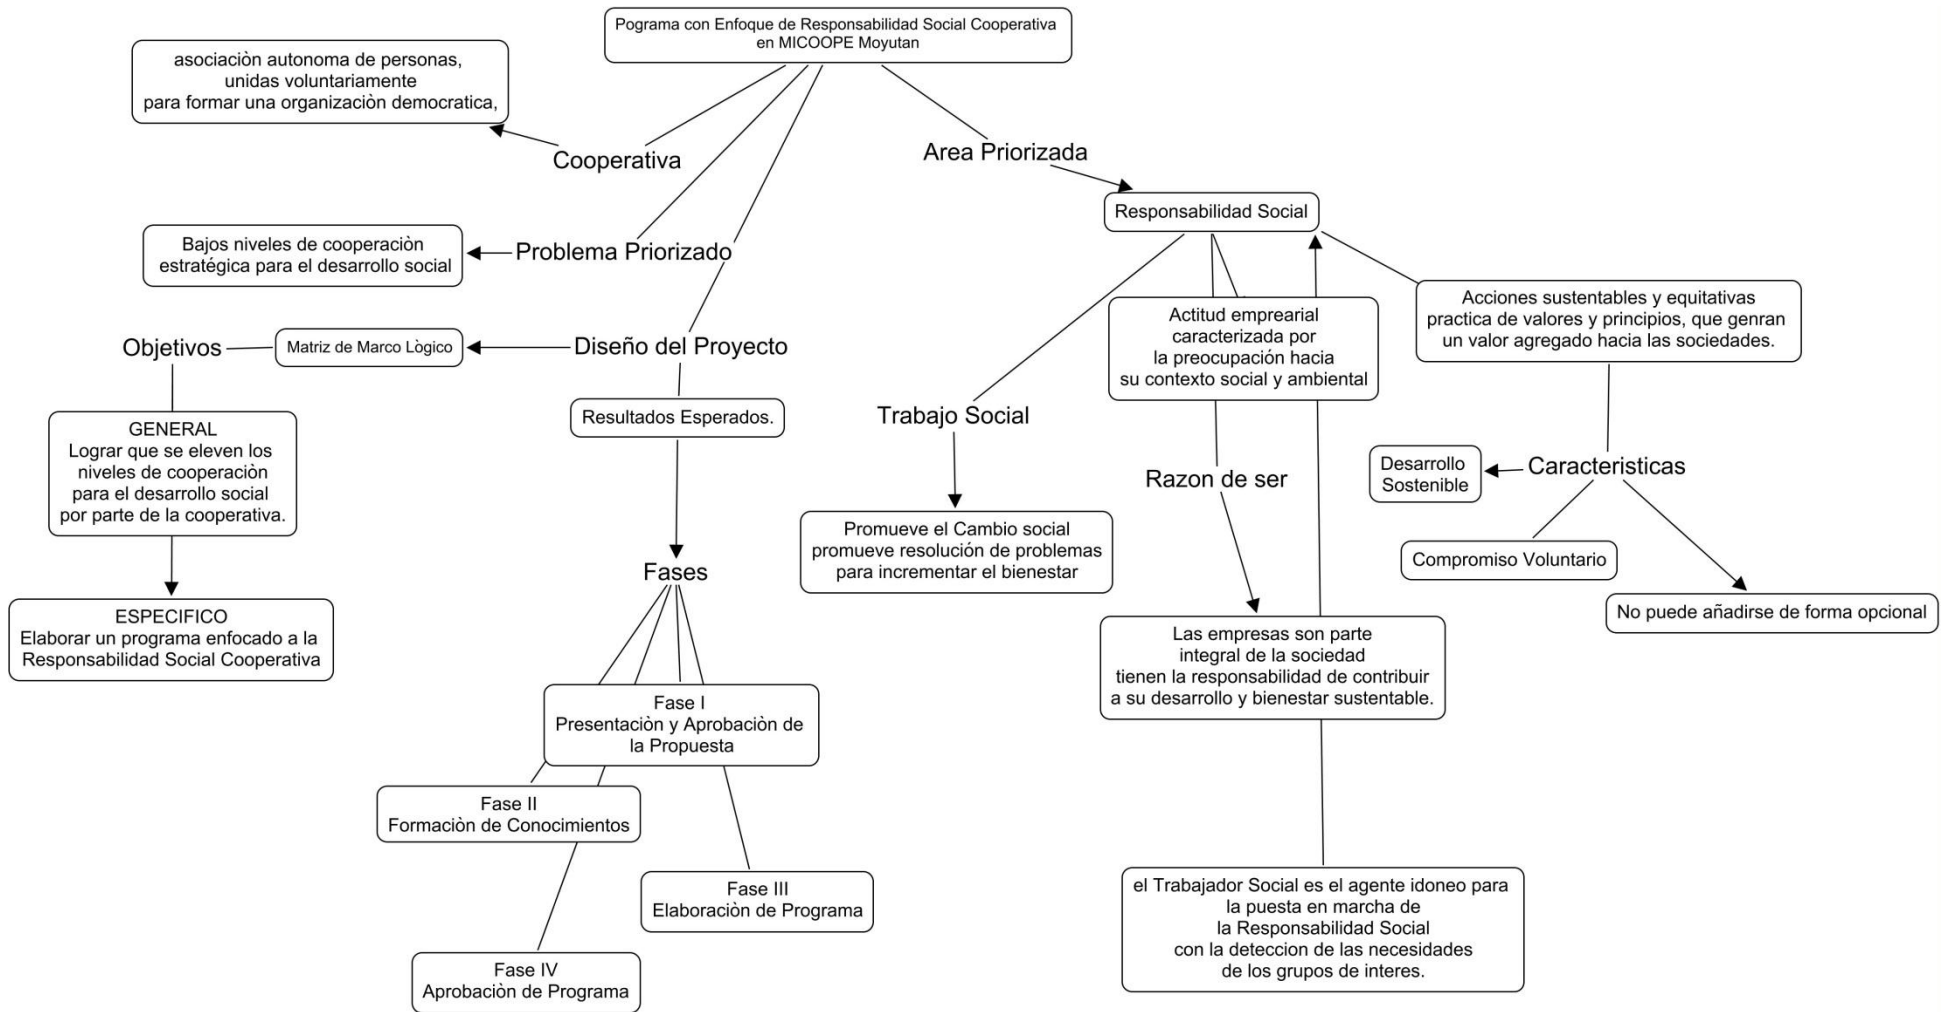 Pograma con Enfoque de Responsabilidad Social Cooperativa
en MICOOPE Moyutan
asociaciòn autonoma de personas,
unidas voluntariamente
para formar una organizaciòn democratica,
Cooperativa
Area Priorizada
Responsabilidad Social
Bajos niveles de cooperaciòn
estratégica para el desarrollo social
Problema Priorizado
Objetivos
Matriz de Marco Lògico
Diseño del Proyecto
Actitud emprearial
caracterizada por
la preocupación hacia
su contexto social y ambiental
Acciones sustentables y equitativas
practica de valores y principios, que genran
un valor agregado hacia las sociedades.
GENERAL
Lograr que se eleven los
niveles de cooperaciòn
para el desarrollo social
por parte de la cooperativa.
Resultados Esperados.
Trabajo Social
Razon de ser
Desarrollo
Sostenible
Caracteristicas
Promueve el Cambio social
promueve resolución de problemas
para incrementar el bienestar
Compromiso Voluntario
Fases
No puede añadirse de forma opcional
ESPECIFICO
Elaborar un programa enfocado a la
Responsabilidad Social Cooperativa
Las empresas son parte
integral de la sociedad
tienen la responsabilidad de contribuir
a su desarrollo y bienestar sustentable.
Fase I
Presentaciòn y Aprobaciòn de
la Propuesta
Fase II
Formaciòn de Conocimientos
Fase III
Elaboraciòn de Programa
Fase IV
Aprobaciòn de Programa
el Trabajador Social es el agente idoneo para
la puesta en marcha de
la Responsabilidad Social
con la deteccion de las necesidades
de los grupos de interes.